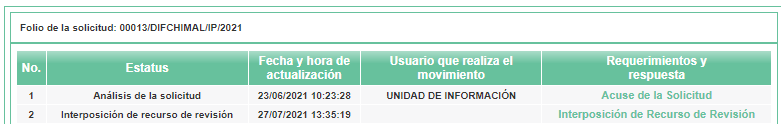 Folio de la solicitud: 00013/DIFCHIMAL/IP/2021
No. Estatus Fecha y hora de actualización Usuario que realiza el movimiento Requerimientos y respuesta
1 Análisis de la solicitud 23/06/2021 10:23:28 UNIDAD DE INFORMACIÓN Acuse de la Solicitud
2 Interposición de recurso de revisión 27/07/2021 13:35:19 Interposición de Recurso de Revisión